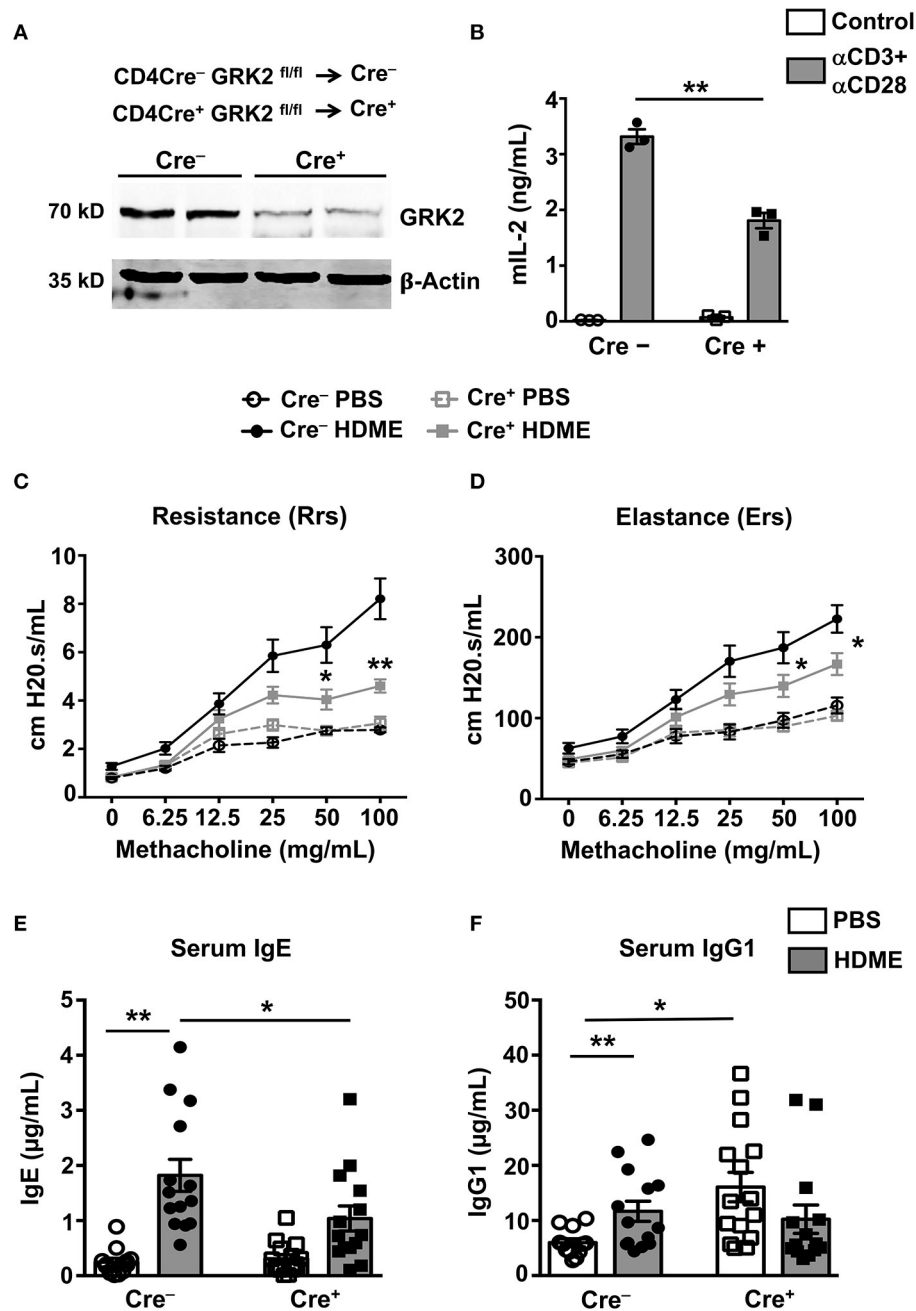 A
CD4Cre– GRK2 fl/fl → Cre–
CD4Cre+ GRK2 fl/fl → Cre+
Cre– Cre+
70 kD GRK2
35 kD β-Actin
B
Control
αCD3+
αCD28
**
mIL-2 (ng/mL)
4
3
2
1
0
Cre – Cre +
Cre– PBS Cre+ PBS
Cre– HDME Cre+ HDME
C
Resistance (Rrs)
cm H20.s/mL
10
8
6
4
2
0
* **
0 6.25 12.5 25 50 100
Methacholine (mg/mL)
D
Elastance (Ers)
cm H20.s/mL
300
200
100
0
* *
0 6.25 12.5 25 50 100
Methacholine (mg/mL)
E
Serum IgE
IgE (µg/mL)
5
4
3
2
1
0
** *
Cre– Cre+
F
Serum IgG1
PBS
HDME
IgG1 (µg/mL)
50
40
30
20
10
0
*
**
Cre– Cre+